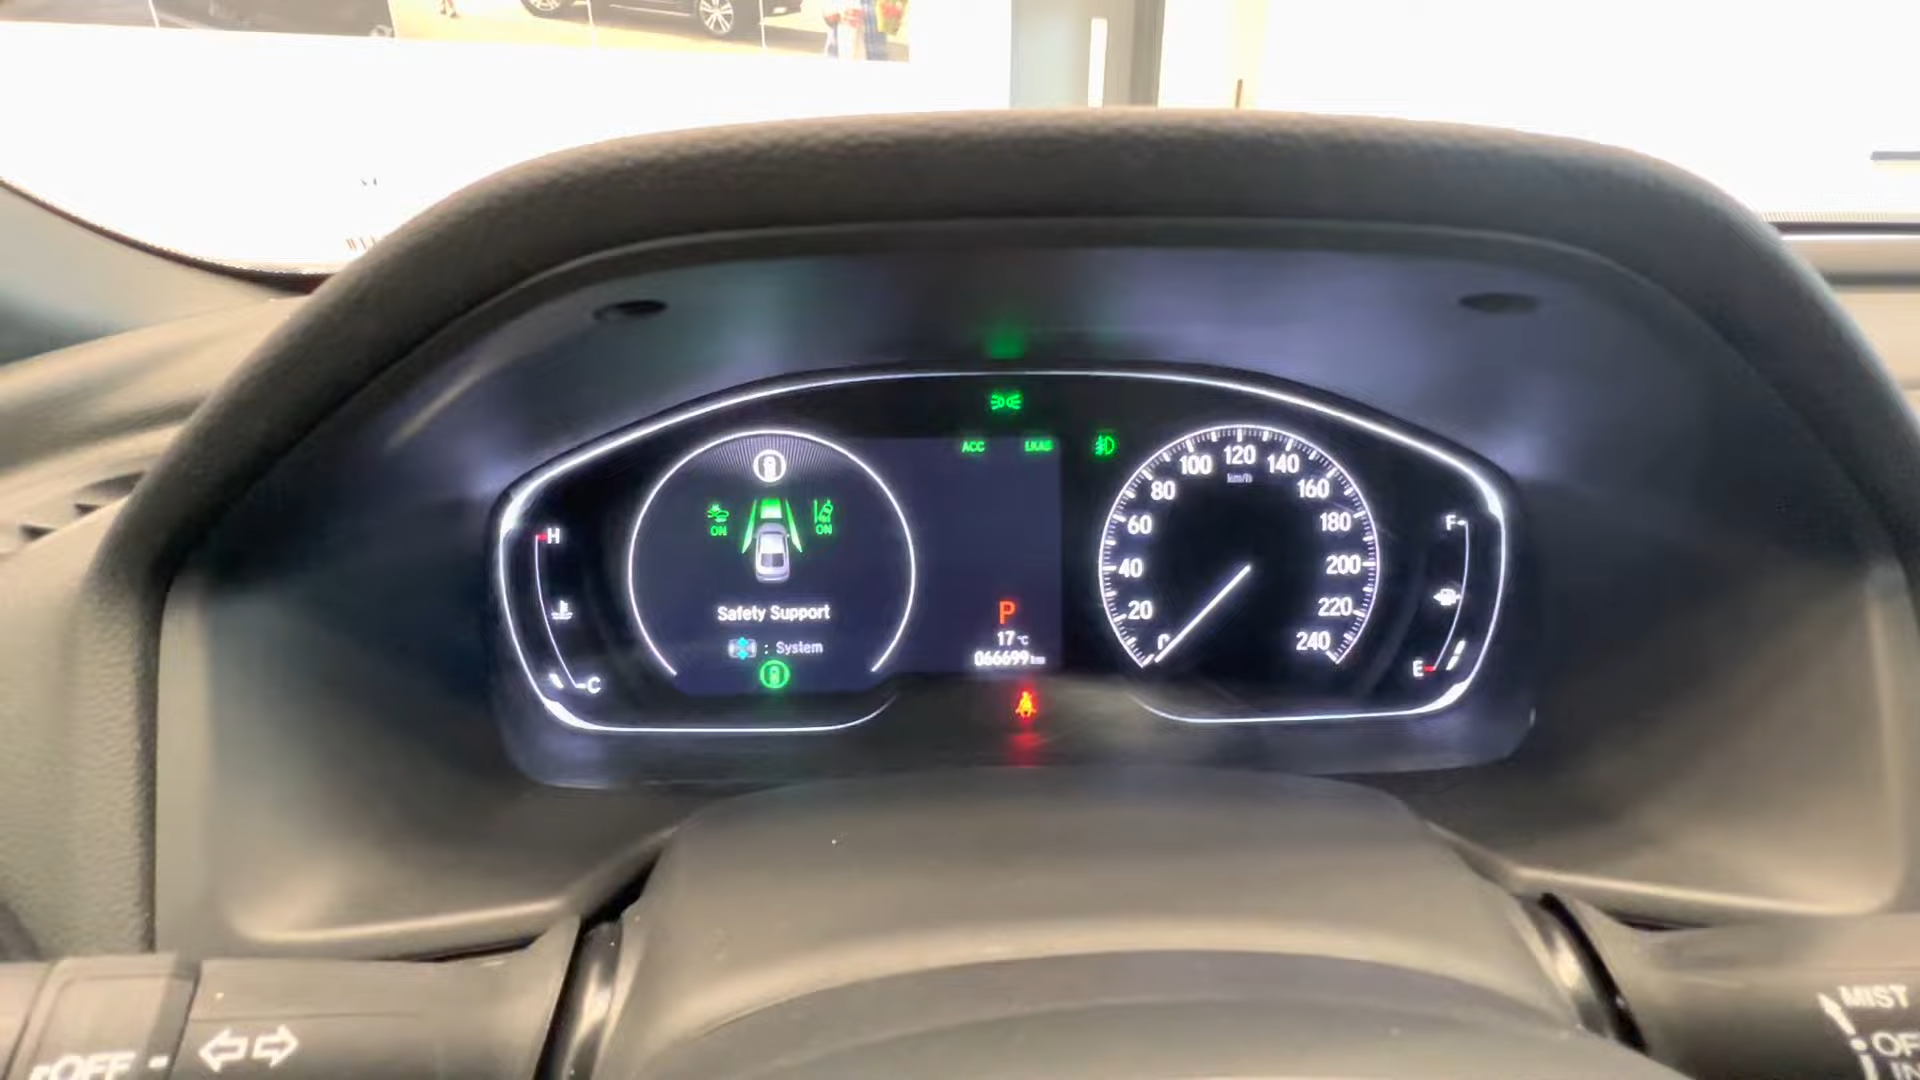 ACC LKAS
ON ON
Safety Support
: System
H
C
P
17 °C
066699 km
0
20
40
60
80
100
120
140
160
180
200
220
240
km/h
F
E
OFF
MIST